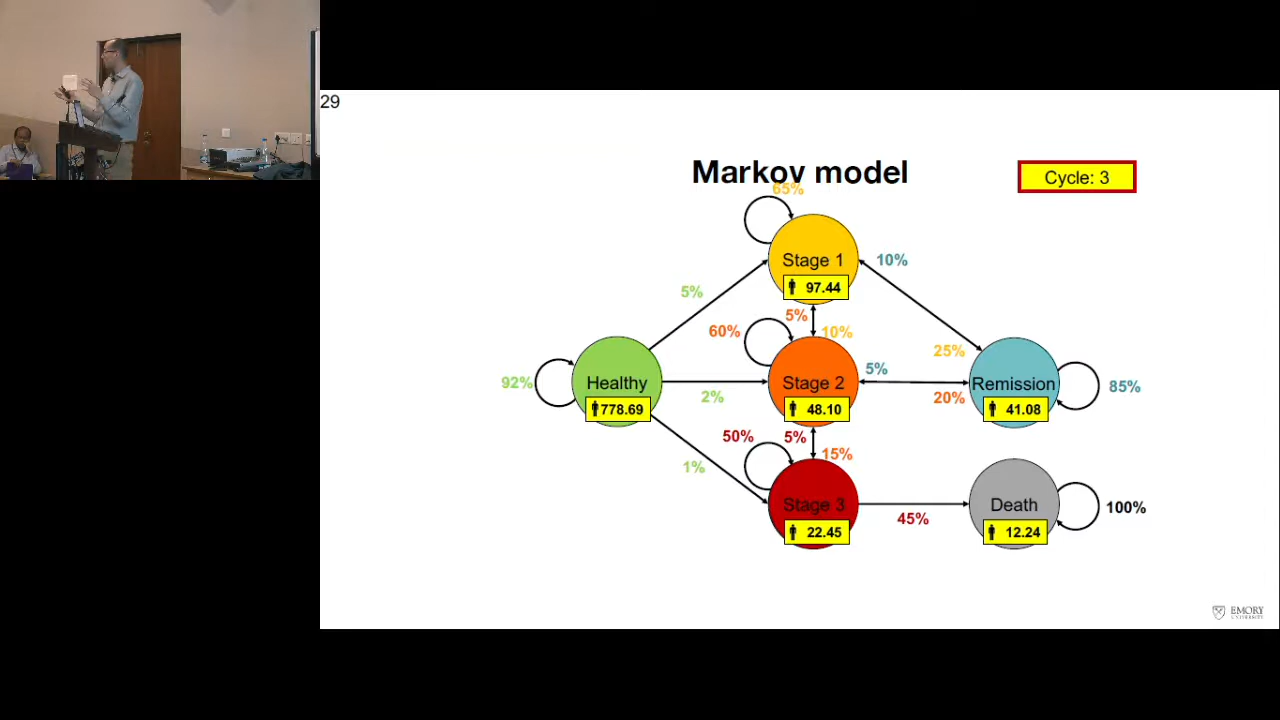 29
Markov model
Cycle: 3
65%
Stage 1
97.44
10%
5%
5%
10%
60%
25%
92%
Healthy
778.69
2%
Stage 2
48.10
5%
20%
Remission
41.08
85%
50%
5%
15%
1%
Stage 3
22.45
45%
Death
12.24
100%
EMORY
UNIVERSITY